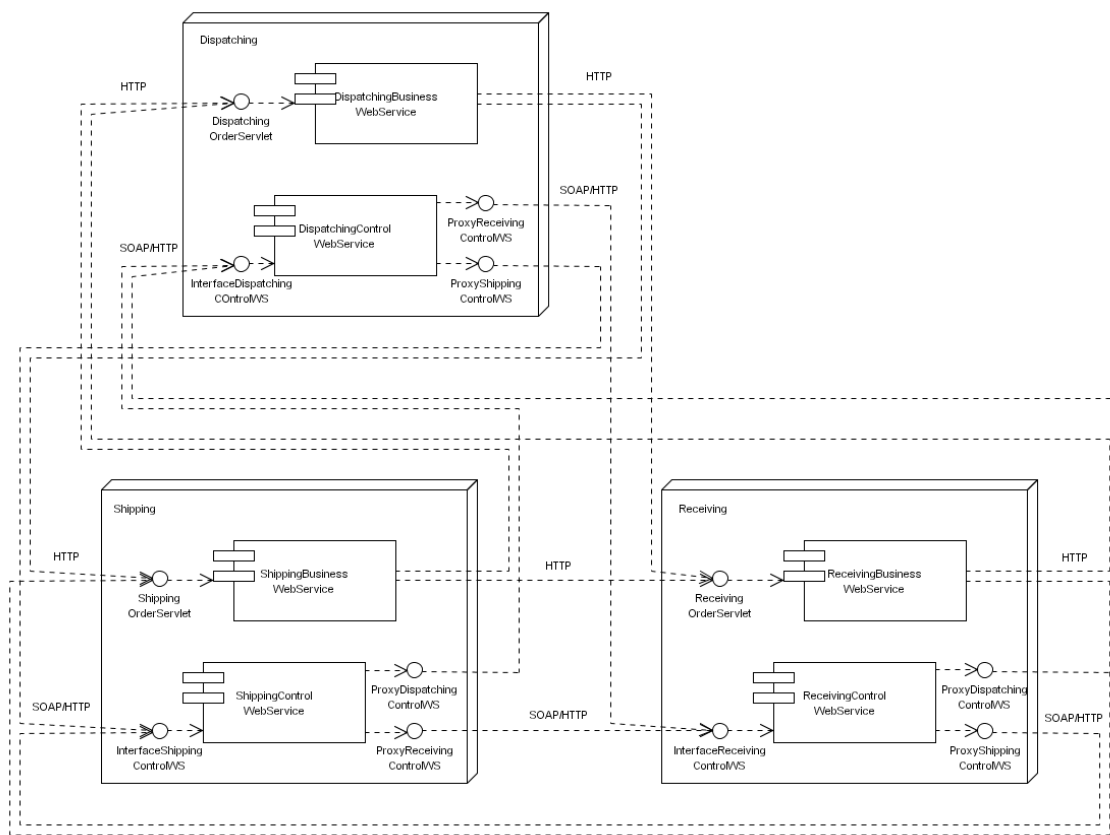 Dispatching
HTTP
HTTP
DispatchingBusiness
WebService
Dispatching
OrderServlet
SOAP/HTTP
ProxyReceiving
ControlWS
DispatchingControl
WebService
SOAP/HTTP
InterfaceDispatching
COntrolWS
ProxyShipping
ControlWS
Shipping
Receiving
HTTP
ShippingBusiness
WebService
HTTP
ReceivingBusiness
WebService
HTTP
Shipping
OrderServlet
Receiving
OrderServlet
ShippingControl
WebService
ProxyDispatching
ControlWS
ReceivingControl
WebService
ProxyDispatching
ControlWS
SOAP/HTTP
SOAP/HTTP
SOAP/HTTP
InterfaceShipping
ControlWS
ProxyReceiving
ControlWS
InterfaceReceiving
ControlWS
ProxyShipping
ControlWS